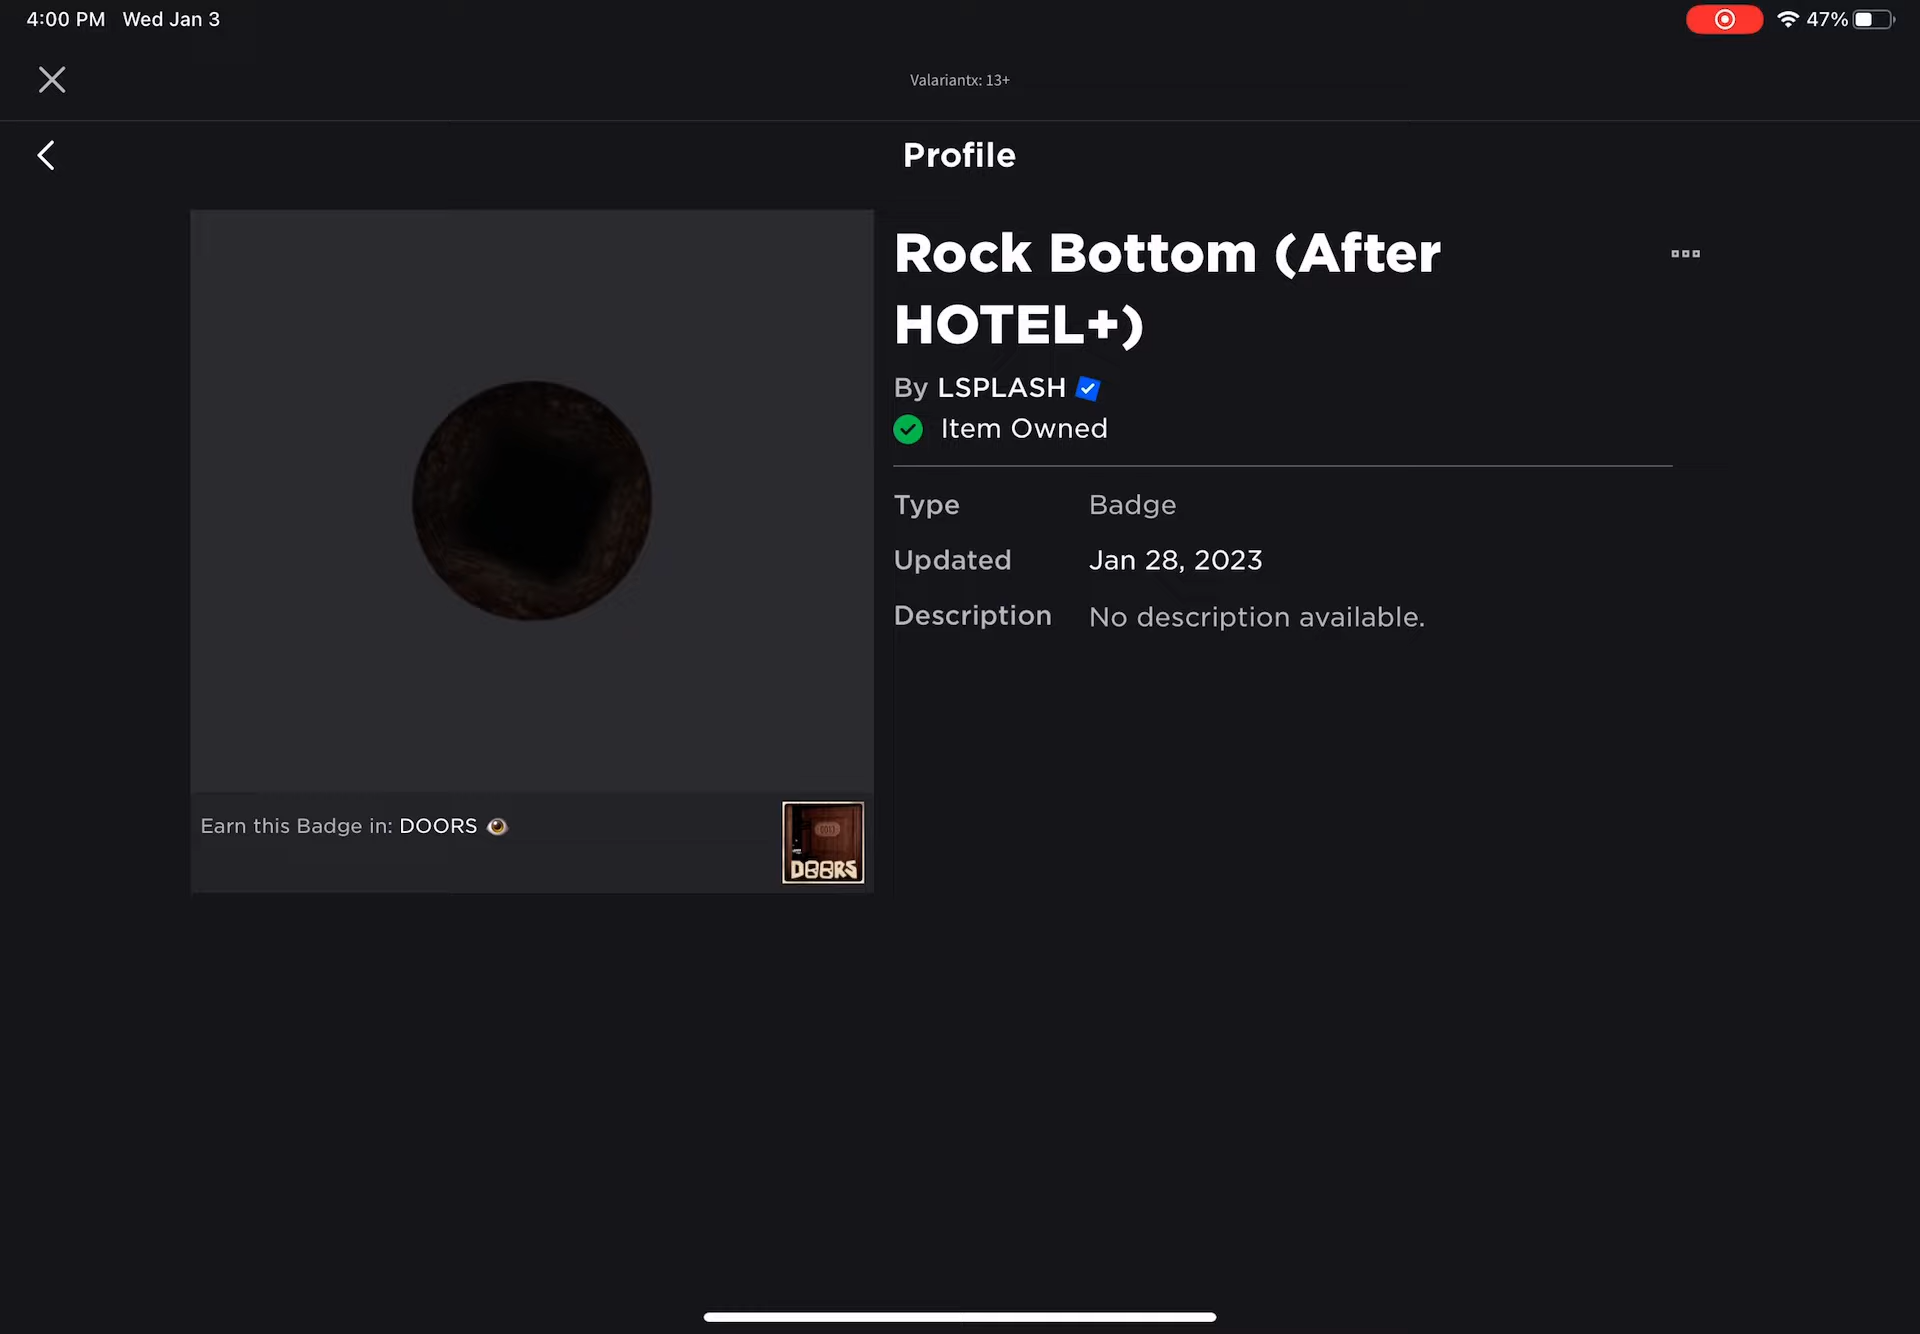 4:00 PM Wed Jan 3
47%
Valariantx: 13+
Profile
Rock Bottom (After
HOTEL+)
By LSPLASH
Item Owned
Type Badge
Updated Jan 28, 2023
Description No description available.
Earn this Badge in: DOORS 👁️
DOORS